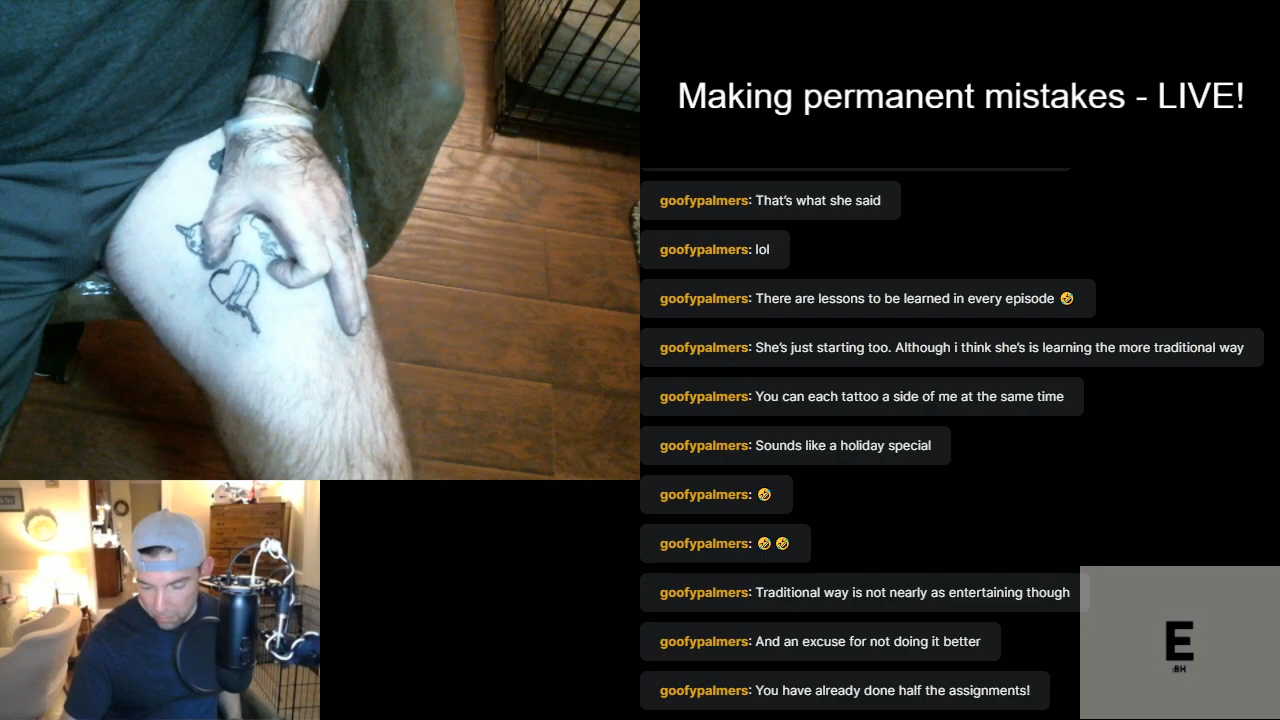 Making permanent mistakes - LIVE!
goofypalmers: That's what she said
goofypalmers: lol
goofypalmers: There are lessons to be learned in every episode 🤣
goofypalmers: She's just starting too. Although i think she's is learning the more traditional way
goofypalmers: You can each tattoo a side of me at the same time
goofypalmers: Sounds like a holiday special
goofypalmers: 🤣
goofypalmers: 🤣 🤣
goofypalmers: Traditional way is not nearly as entertaining though
goofypalmers: And an excuse for not doing it better
goofypalmers: You have already done half the assignments!
E
:BH